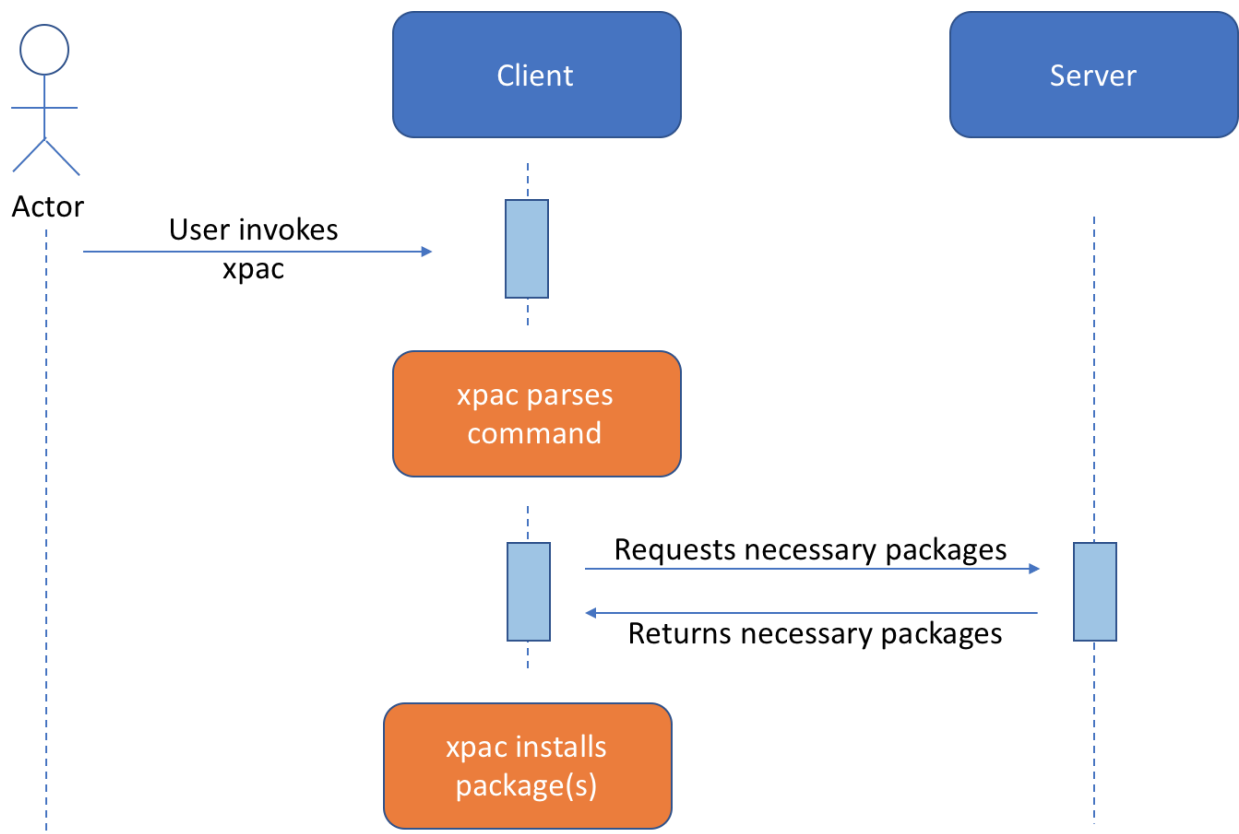 Client
Server
Actor
User invokes
xpac
xpac parses
command
Requests necessary packages
Returns necessary packages
xpac installs
package(s)